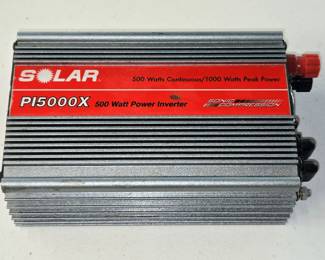 SOLAR
500 Watts Continuous/1000 Watts Peak Power
PI5000X 500 Watt Power Inverter